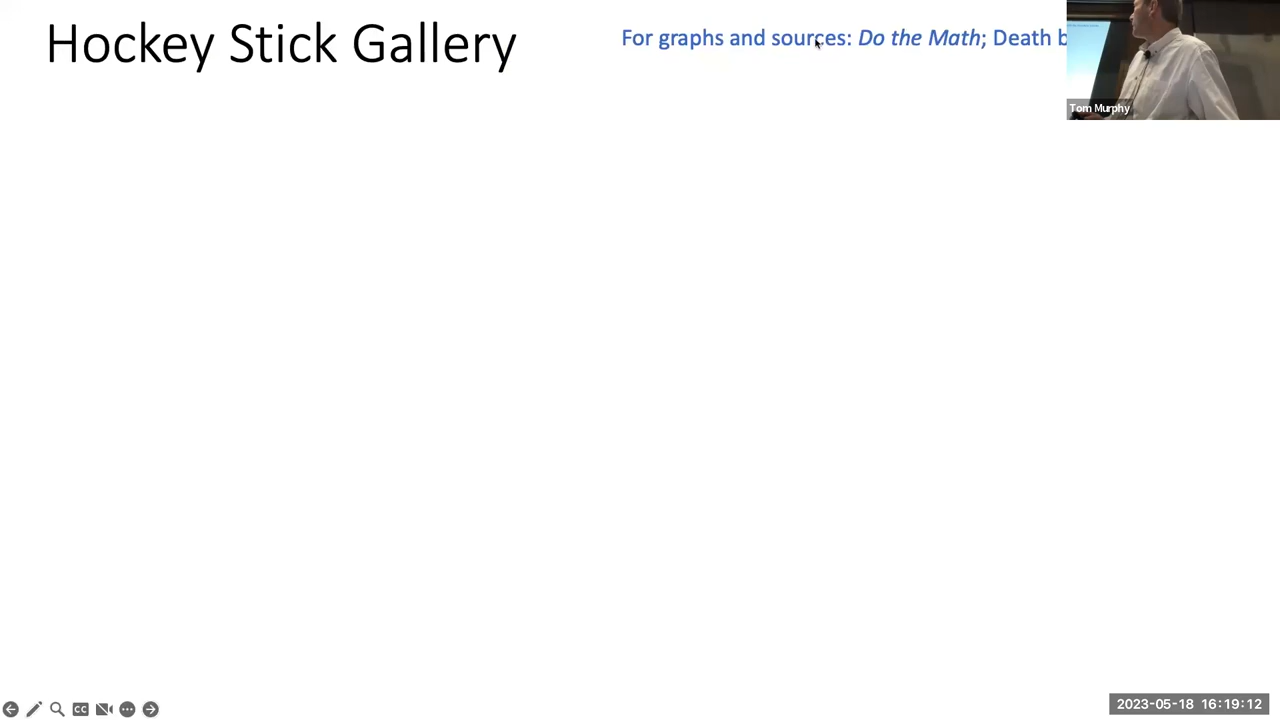 Hockey Stick Gallery
For graphs and sources: Do the Math; Death b
Tom Murphy
CC
2023-05-18 16:19:12